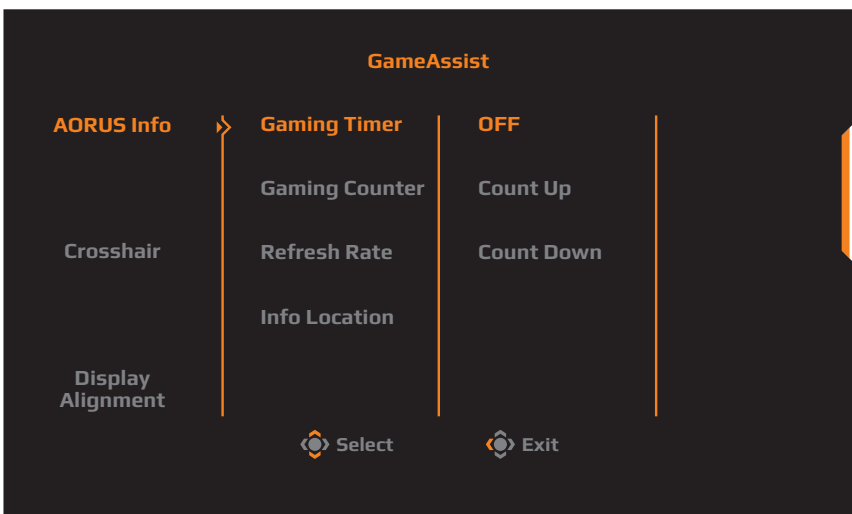 GameAssist
AORUS Info
Gaming Timer
OFF
Gaming Counter
Count Up
Crosshair
Refresh Rate
Count Down
Info Location
Display
Alignment
Select
Exit